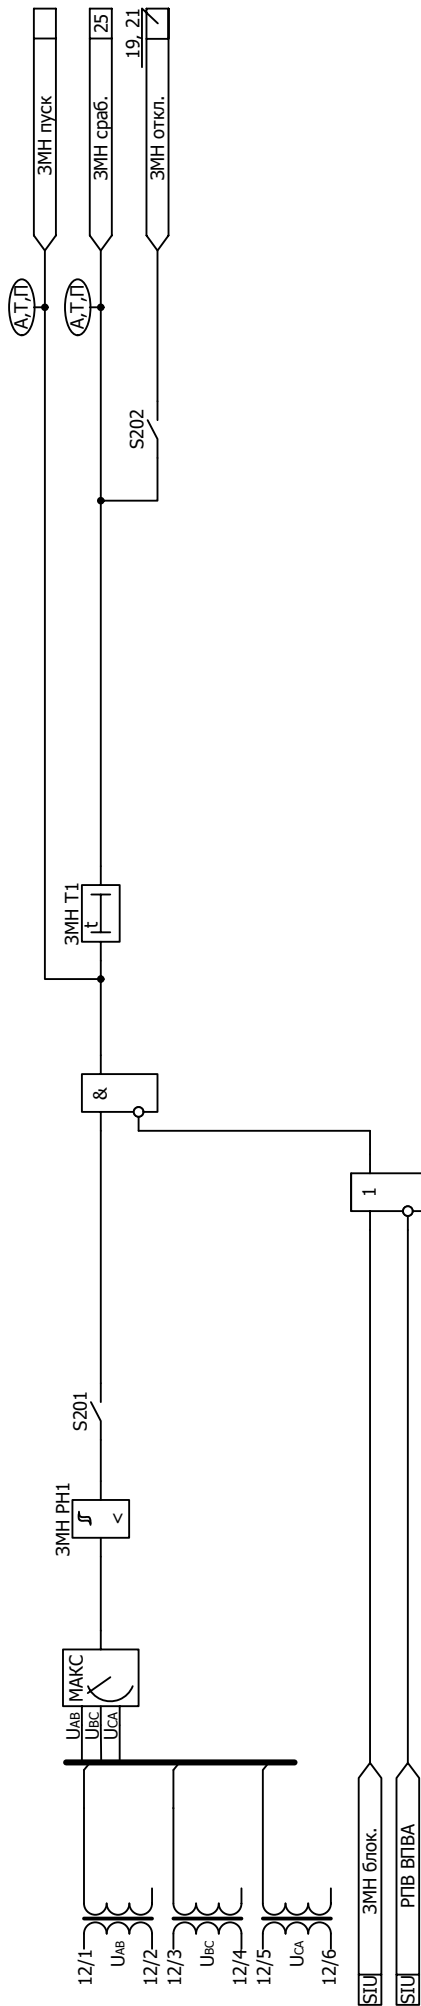 ЗМН пуск
25
ЗМН сраб.
19, 21
ЗМН откл.
А,Т,П
А,Т,П
S202
ЗМН Т1
t
&
1
S201
ЗМН РН1
<
МАКС
UAB
UBC
UCA
12/1
UAB
12/2
12/3
UBC
12/4
12/5
UCA
12/6
SIU
ЗМН блок.
SIU
РПВ ВПВА